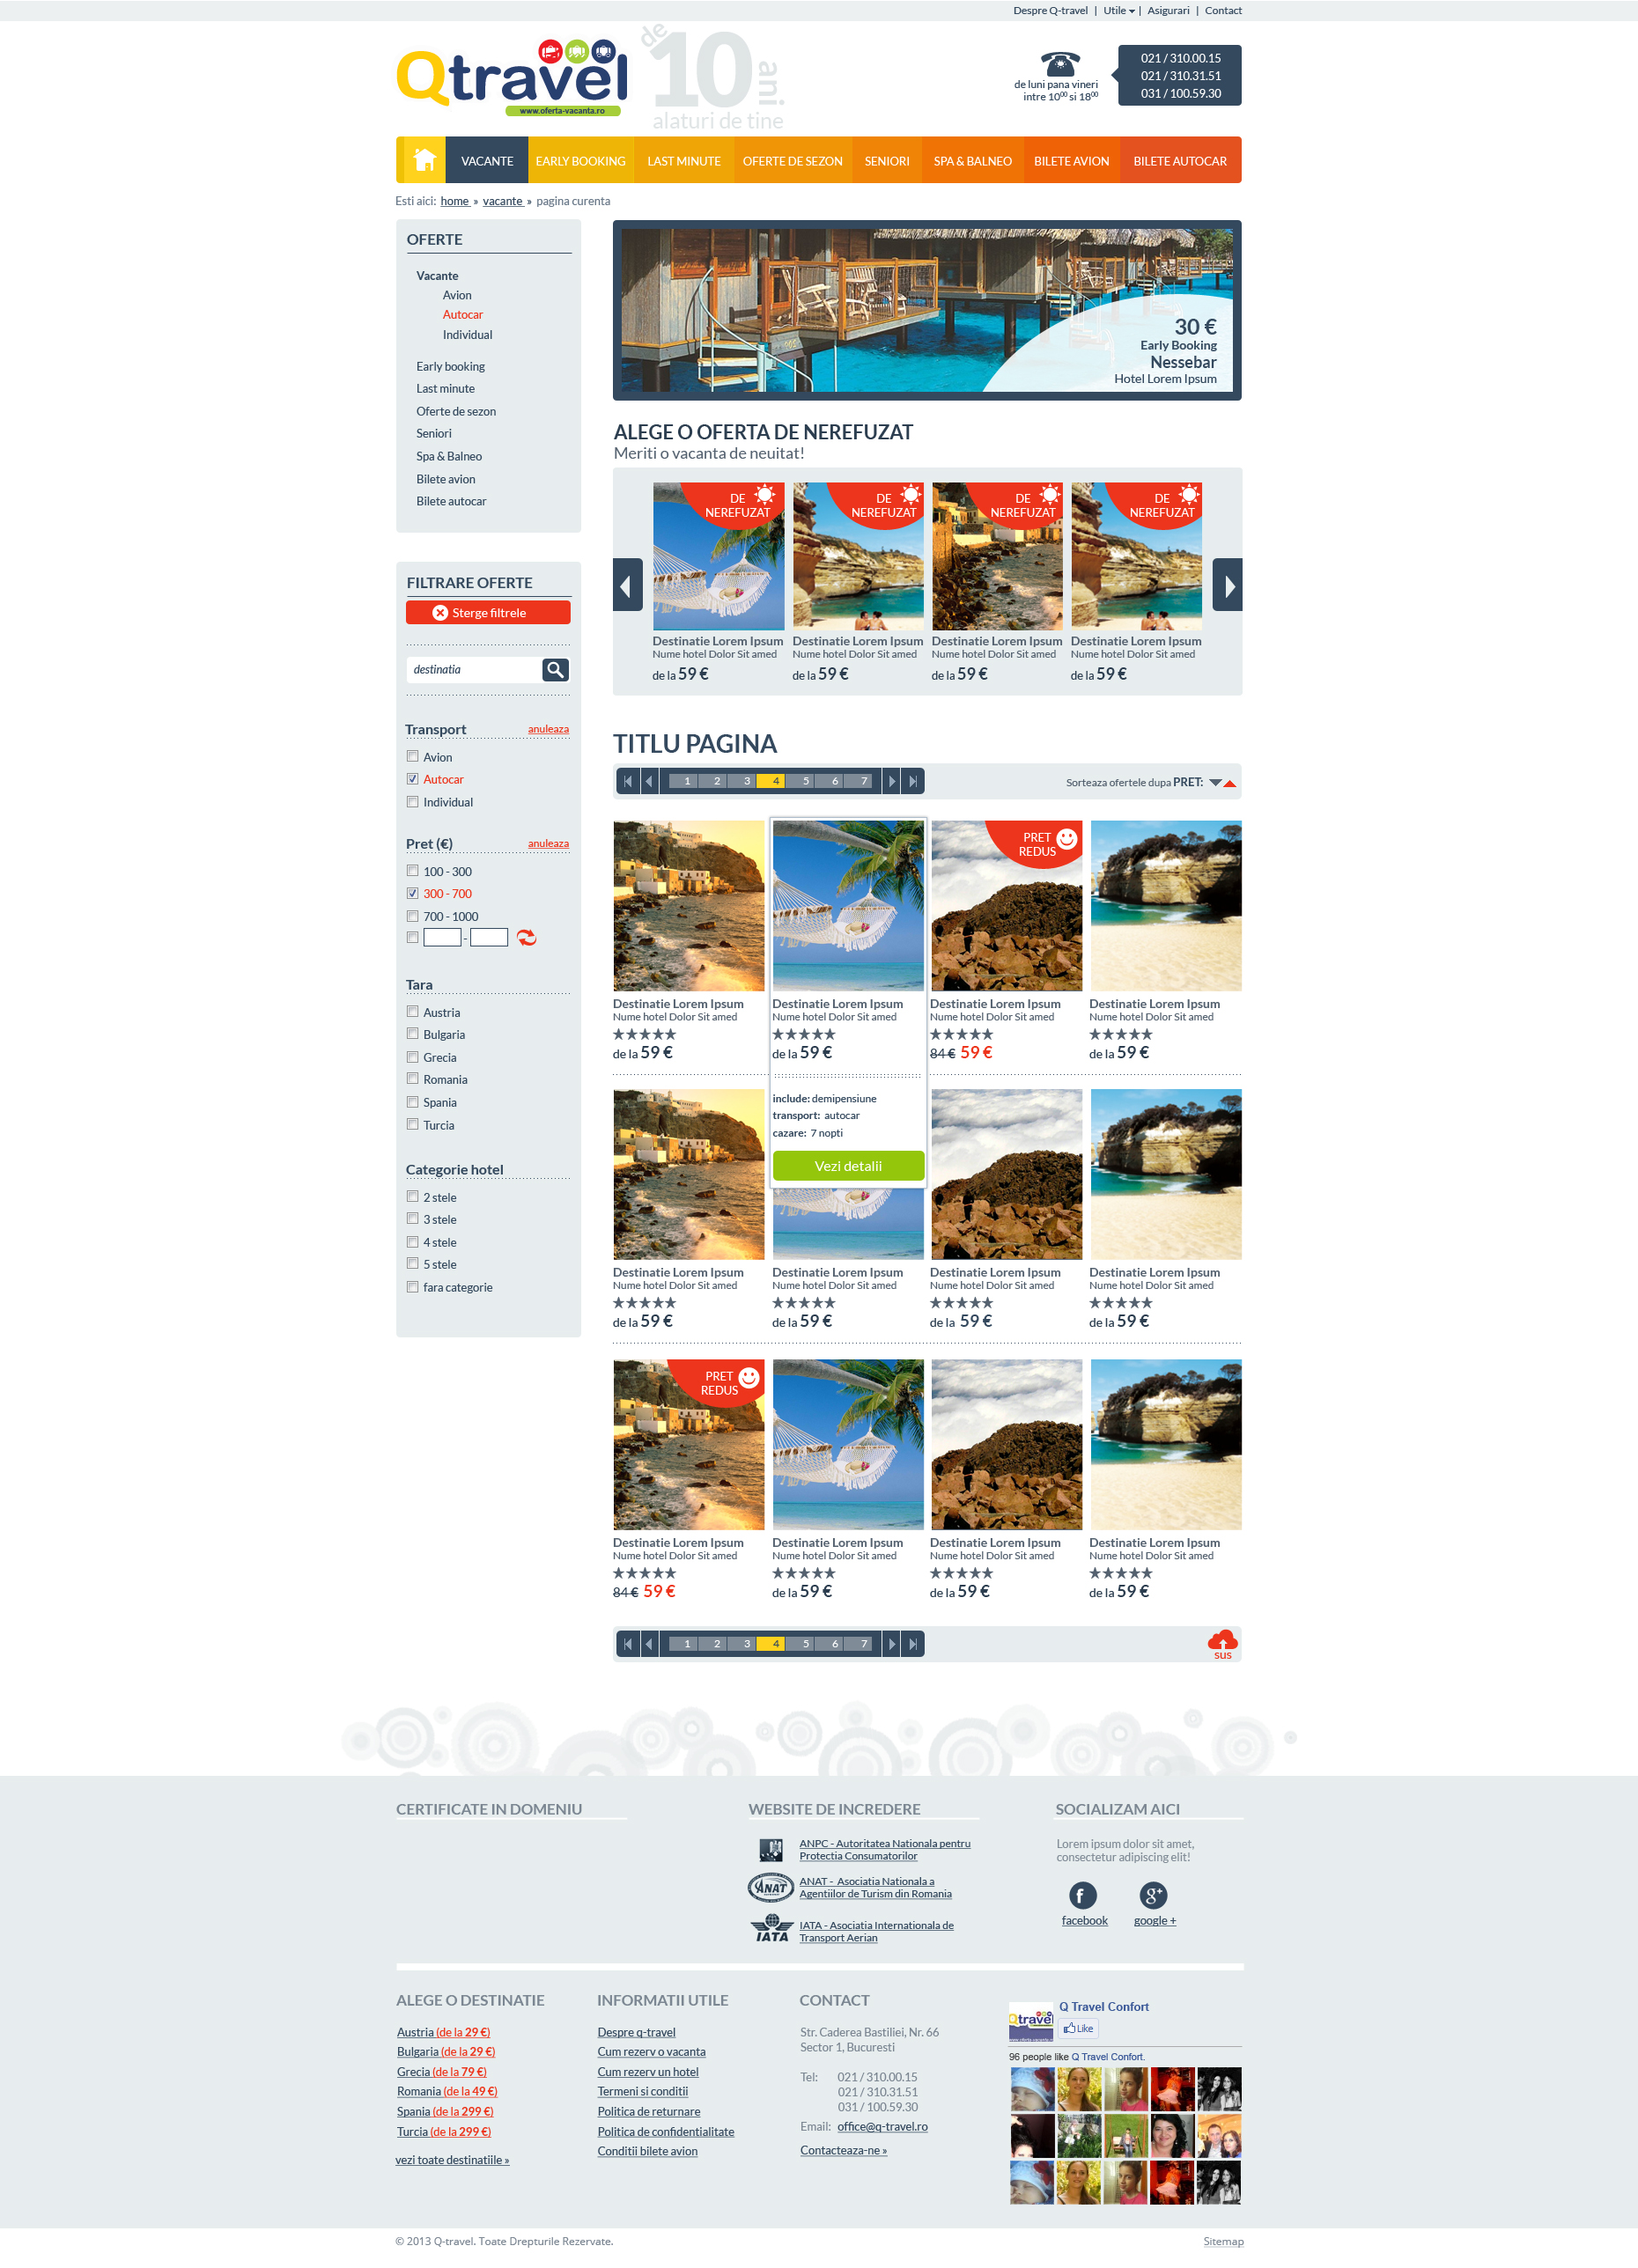 Despre Q-travel | Utile | Asigurari | Contact
Qtravel
www.oferta-vacanta.ro
de 10 ani
alaturi de tine
de luni pana vineri
intre 10⁰⁰ si 18⁰⁰
021 / 310.00.15
021 / 310.31.51
031 / 100.59.30
VACANTE EARLY BOOKING LAST MINUTE OFERTE DE SEZON SENIORI SPA & BALNEO BILETE AVION BILETE AUTOCAR
Esti aici: home » vacante » pagina curenta
OFERTE
Vacante
Avion
Autocar
Individual
Early booking
Last minute
Oferte de sezon
Seniori
Spa & Balneo
Bilete avion
Bilete autocar
FILTRARE OFERTE
Sterge filtrele
destinatia
Transport anuleaza
Avion
Autocar
Individual
Pret (€) anuleaza
100 - 300
300 - 700
700 - 1000
-
Tara
Austria
Bulgaria
Grecia
Romania
Spania
Turcia
Categorie hotel
2 stele
3 stele
4 stele
5 stele
fara categorie
30 €
Early Booking
Nessebar
Hotel Lorem Ipsum
ALEGE O OFERTA DE NEREFUZAT
Meriti o vacanta de neuitat!
DE DE DE DE
NEREFUZAT NEREFUZAT NEREFUZAT NEREFUZAT
Destinatie Lorem Ipsum Destinatie Lorem Ipsum Destinatie Lorem Ipsum Destinatie Lorem Ipsum
Nume hotel Dolor Sit amed Nume hotel Dolor Sit amed Nume hotel Dolor Sit amed Nume hotel Dolor Sit amed
de la 59 € de la 59 € de la 59 € de la 59 €
TITLU PAGINA
1 2 3 4 5 6 7 Sorteaza ofertele dupa PRET:
PRET
REDUS
Destinatie Lorem Ipsum Destinatie Lorem Ipsum Destinatie Lorem Ipsum Destinatie Lorem Ipsum
Nume hotel Dolor Sit amed Nume hotel Dolor Sit amed Nume hotel Dolor Sit amed Nume hotel Dolor Sit amed
de la 59 € de la 59 € 84 € 59 € de la 59 €
include: demipensiune
transport: autocar
cazare: 7 nopti
Vezi detalii
Destinatie Lorem Ipsum Destinatie Lorem Ipsum Destinatie Lorem Ipsum Destinatie Lorem Ipsum
Nume hotel Dolor Sit amed Nume hotel Dolor Sit amed Nume hotel Dolor Sit amed Nume hotel Dolor Sit amed
de la 59 € de la 59 € de la 59 € de la 59 €
PRET
REDUS
Destinatie Lorem Ipsum Destinatie Lorem Ipsum Destinatie Lorem Ipsum Destinatie Lorem Ipsum
Nume hotel Dolor Sit amed Nume hotel Dolor Sit amed Nume hotel Dolor Sit amed Nume hotel Dolor Sit amed
84 € 59 € de la 59 € de la 59 € de la 59 €
1 2 3 4 5 6 7
sus
CERTIFICATE IN DOMENIU
WEBSITE DE INCREDERE
ANPC - Autoritatea Nationala pentru
Protectia Consumatorilor
ANAT
ANAT - Asociatia Nationala a
Agentiilor de Turism din Romania
IATA
IATA - Asociatia Internationala de
Transport Aerian
SOCIALIZAM AICI
Lorem ipsum dolor sit amet,
consectetur adipiscing elit!
facebook google +
ALEGE O DESTINATIE
Austria (de la 29 €)
Bulgaria (de la 29 €)
Grecia (de la 79 €)
Romania (de la 49 €)
Spania (de la 299 €)
Turcia (de la 299 €)
vezi toate destinatiile »
INFORMATII UTILE
Despre q-travel
Cum rezerv o vacanta
Cum rezerv un hotel
Termeni si conditii
Politica de returnare
Politica de confidentialitate
Conditii bilete avion
CONTACT
Str. Caderea Bastiliei, Nr. 66
Sector 1, Bucuresti
Tel: 021 / 310.00.15
021 / 310.31.51
031 / 100.59.30
Email: office@q-travel.ro
Contacteaza-ne »
Qtravel
Q Travel Confort
Like
96 people like Q Travel Confort.
© 2013 Q-travel. Toate Drepturile Rezervate.
Sitemap